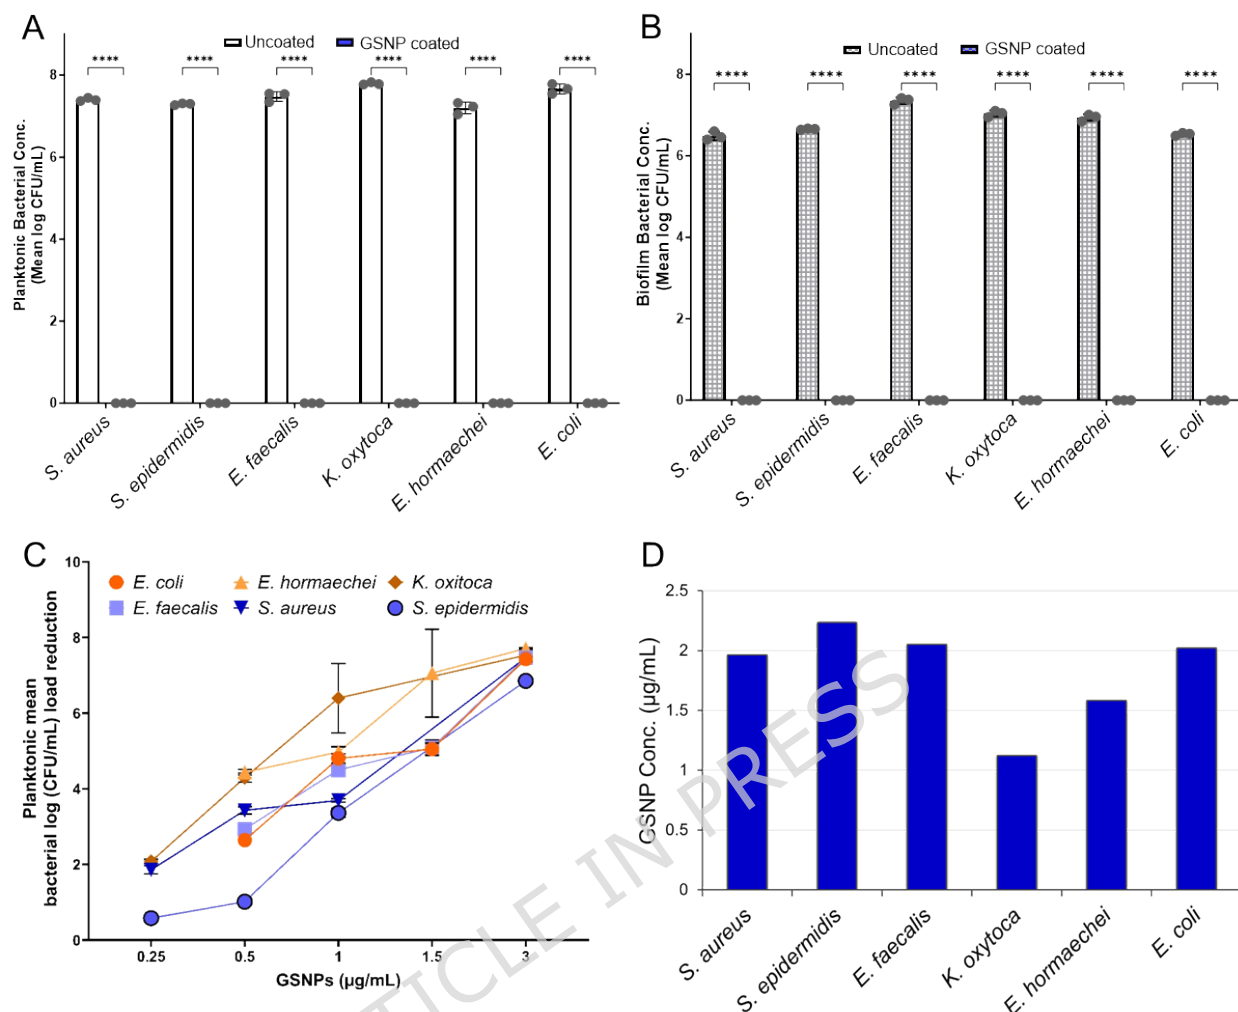 A
Uncoated GSNP coated
**** **** **** **** **** ****
Planktonic Bacterial Conc.
(Mean log CFU/mL)
8
6
4
2
0
S. aureus
S. epidermidis
E. faecalis
K. oxytoca
E. hormaechei
E. coli
B
Uncoated GSNP coated
**** **** **** **** **** ****
Biofilm Bacterial Conc.
(Mean log CFU/mL)
8
6
4
2
0
S. aureus
S. epidermidis
E. faecalis
K. oxytoca
E. hormaechei
E. coli
C
E. coli E. hormaechei K. oxitoca
E. faecalis S. aureus S. epidermidis
Planktonic mean
bacterial log (CFU/mL) load reduction
10
8
6
4
2
0
0.25 0.5 1 1.5 3
GSNPs (μg/mL)
D
GSNP Conc. (μg/mL)
2.5
2
1.5
1
0.5
0
S. aureus
S. epidermidis
E. faecalis
K. oxytoca
E. hormaechei
E. coli
TICLE IN PRESS